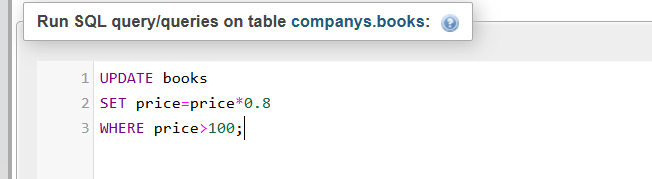 Run SQL query/queries on table companys.books:
1 UPDATE books
2 SET price=price*0.8
3 WHERE price>100;